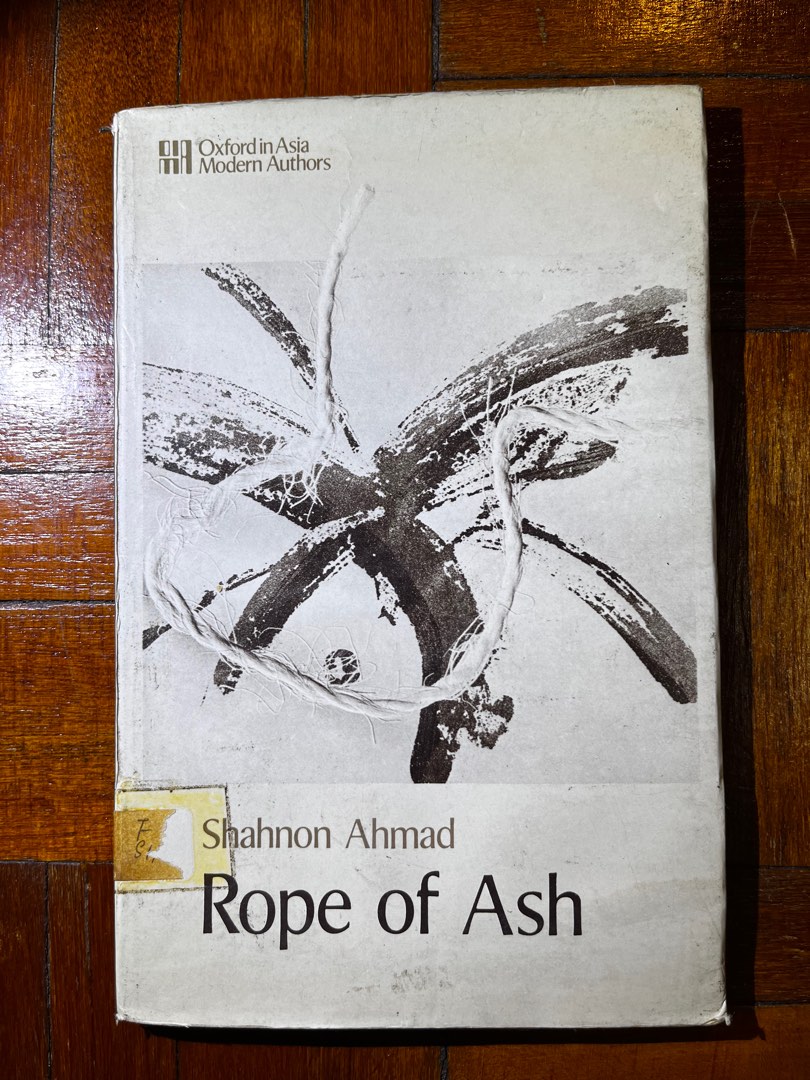 Oxford in Asia
Modern Authors
Shahnon Ahmad
Rope of Ash